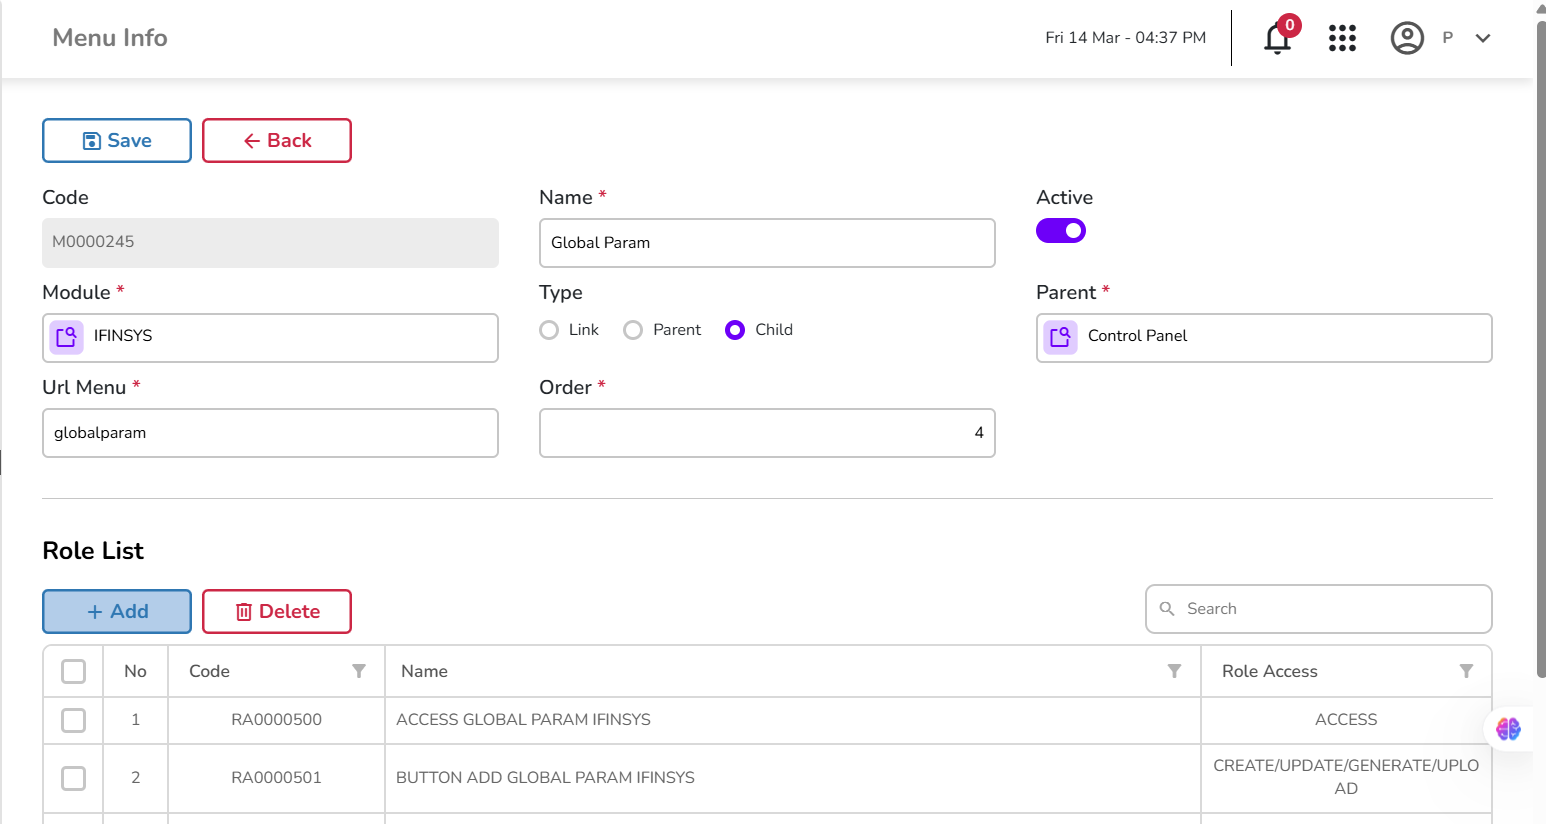 Menu Info
Fri 14 Mar - 04:37 PM
0
P
Save
Back
Code
Name *
Active
M0000245
Global Param
Module *
Type
Parent *
IFINSYS
Link
Parent
Child
Control Panel
Url Menu *
Order *
globalparam
4
Role List
+ Add
Delete
Search
No
Code
Name
Role Access
1
RA0000500
ACCESS GLOBAL PARAM IFINSYS
ACCESS
2
RA0000501
BUTTON ADD GLOBAL PARAM IFINSYS
CREATE/UPDATE/GENERATE/UPLO
AD